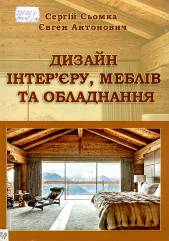 Сергій Сьомка
Євген Антонович
ДИЗАЙН
ІНТЕР'ЄРУ, МЕБЛІВ
ТА ОБЛАДНАННЯ